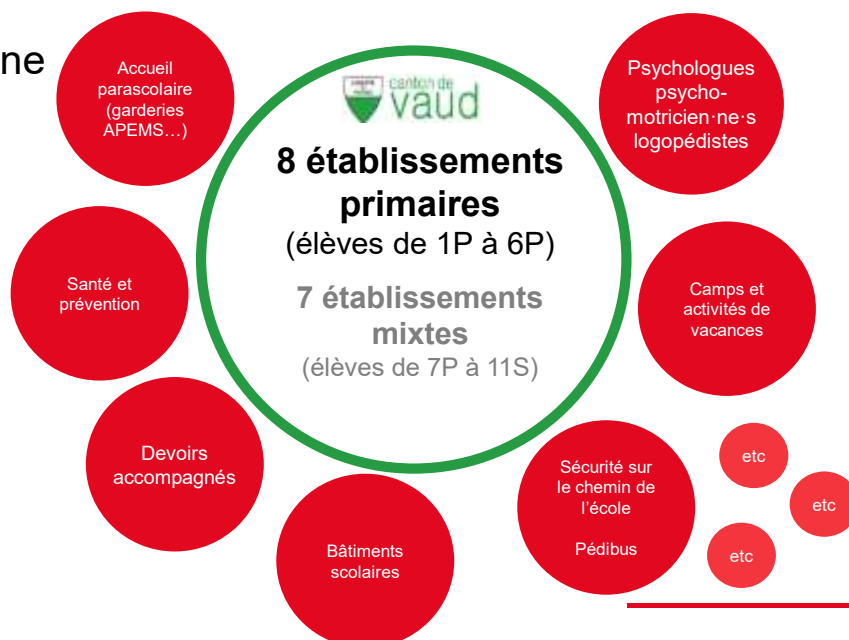 ne
Accueil
parascolaire
(garderies
APEMS…)
canton de
vaud
8 établissements
primaires
(élèves de 1P à 6P)
7 établissements
mixtes
(élèves de 7P à 11S)
Psychologues
psycho-
motricien·ne·s
logopédistes
Santé et
prévention
Camps et
activités de
vacances
Devoirs
accompagnés
Bâtiments
scolaires
Sécurité sur
le chemin de
l’école
Pédibus
etc
etc
etc